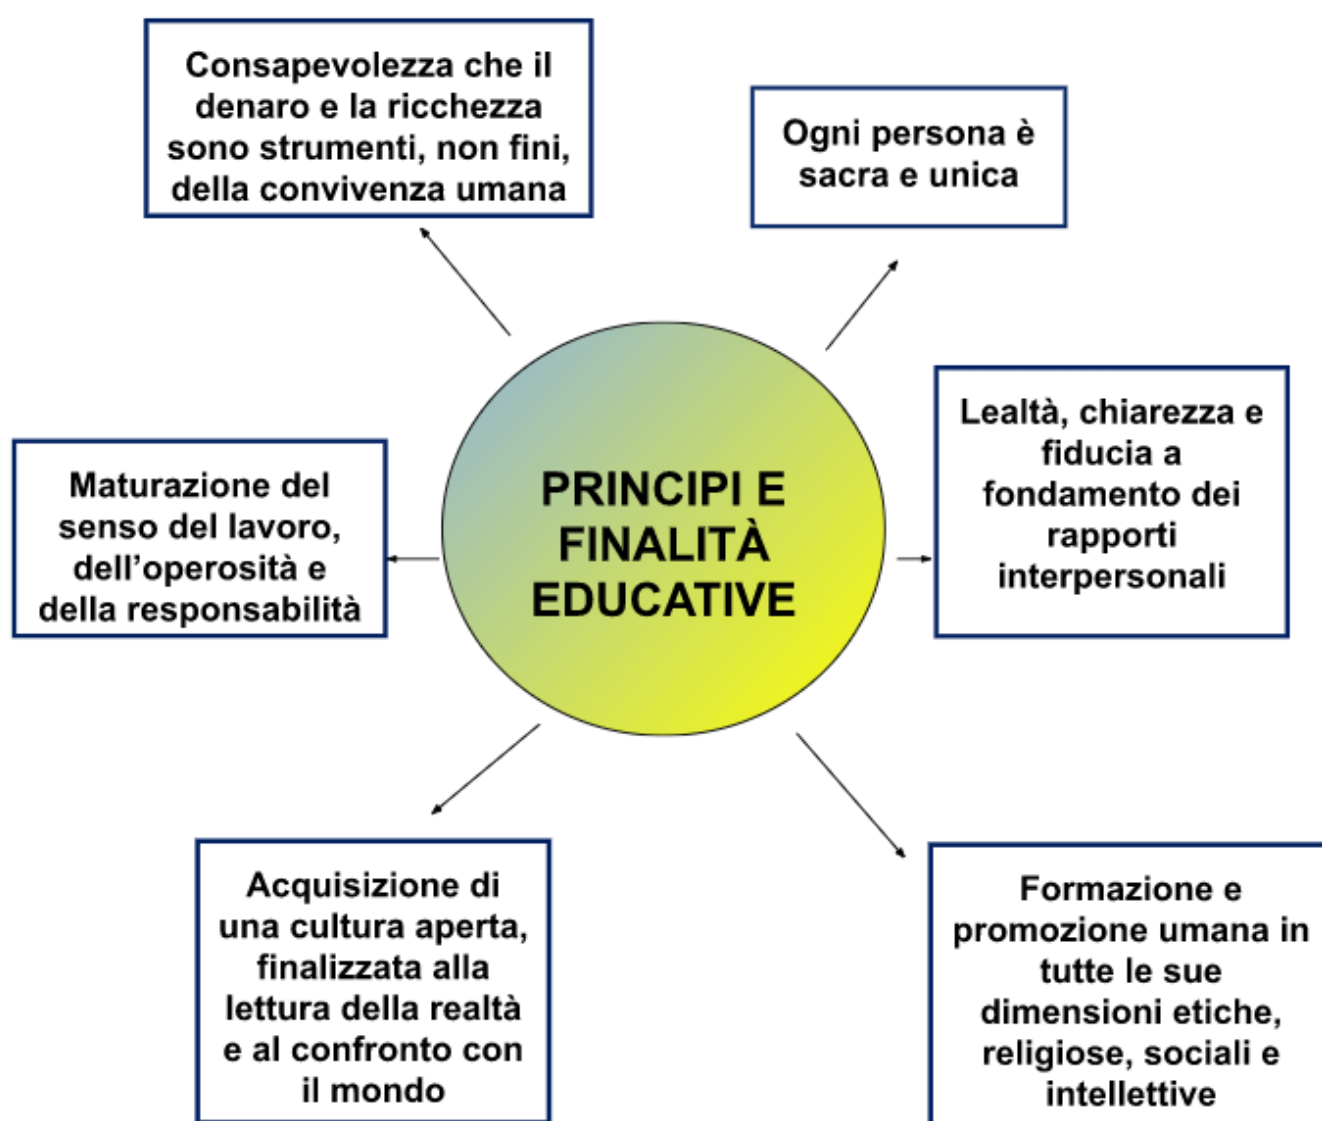 Consapevolezza che il
denaro e la ricchezza
sono strumenti, non fini,
della convivenza umana
Ogni persona è
sacra e unica
Lealtà, chiarezza e
fiducia a
fondamento dei
rapporti
interpersonali
Maturazione del
senso del lavoro,
dell’operosità e
della responsabilità
PRINCIPI E
FINALITÀ
EDUCATIVE
Acquisizione di
una cultura aperta,
finalizzata alla
lettura della realtà
e al confronto con
il mondo
Formazione e
promozione umana in
tutte le sue
dimensioni etiche,
religiose, sociali e
intellettive